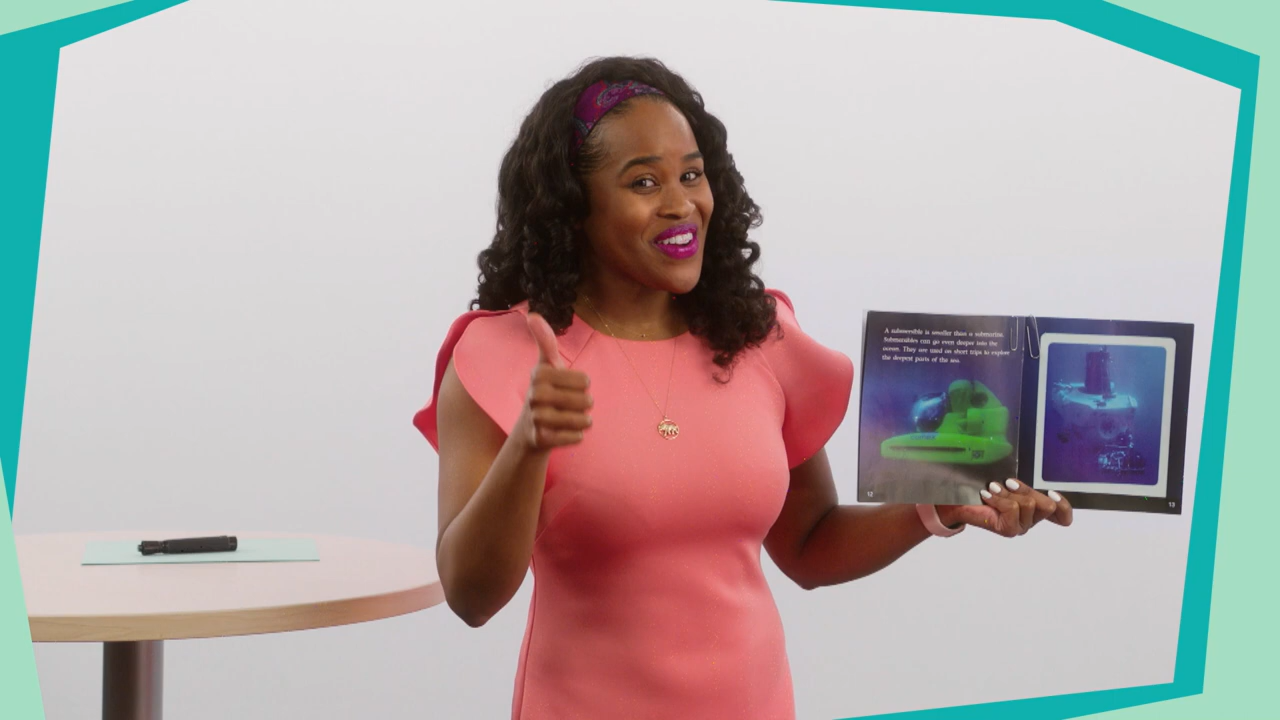 A submersible is smaller than a submarine.
Submersibles can go even deeper into the
ocean. They are used on short trips to explore
the deepest parts of the sea.
12
13